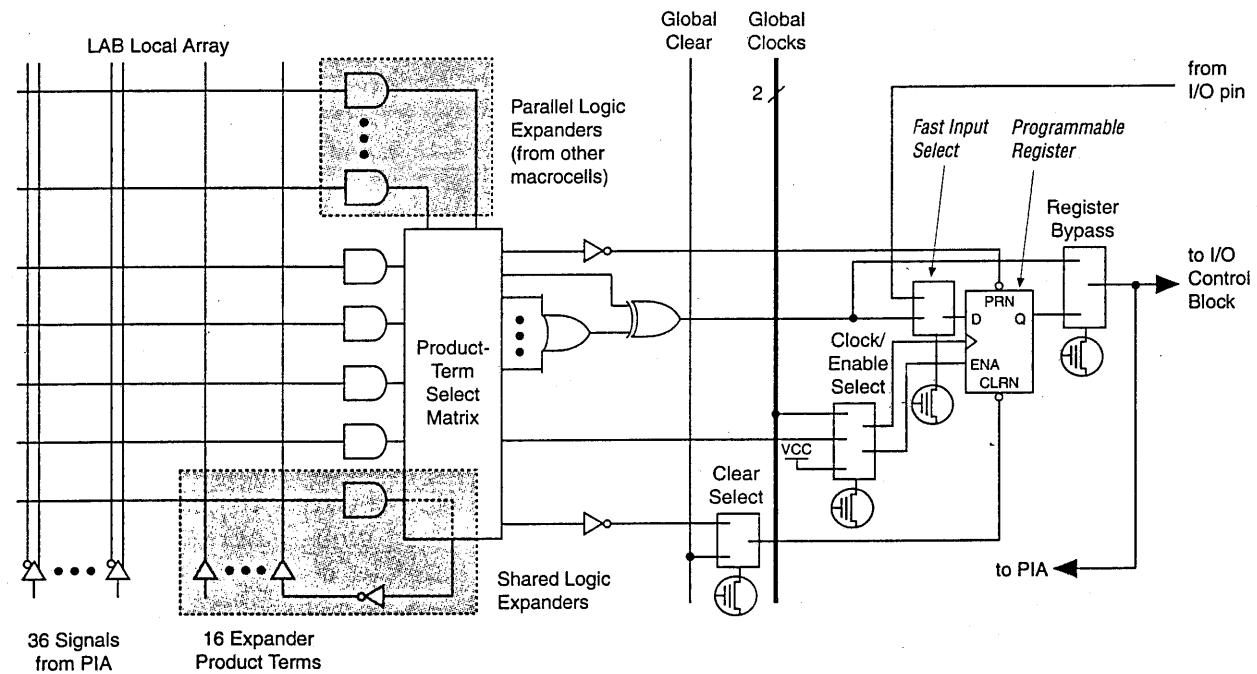 LAB Local Array
Global
Clear
Global
Clocks
2
from
I/O pin
Parallel Logic
Expanders
(from other
macrocells)
Fast Input
Select
Programmable
Register
Register
Bypass
to I/O
Control
Block
PRN
D
Q
ENA
CLRN
Clock/
Enable
Select
Product-
Term
Select
Matrix
VCC
Clear
Select
to PIA
Shared Logic
Expanders
36 Signals
from PIA
16 Expander
Product Terms